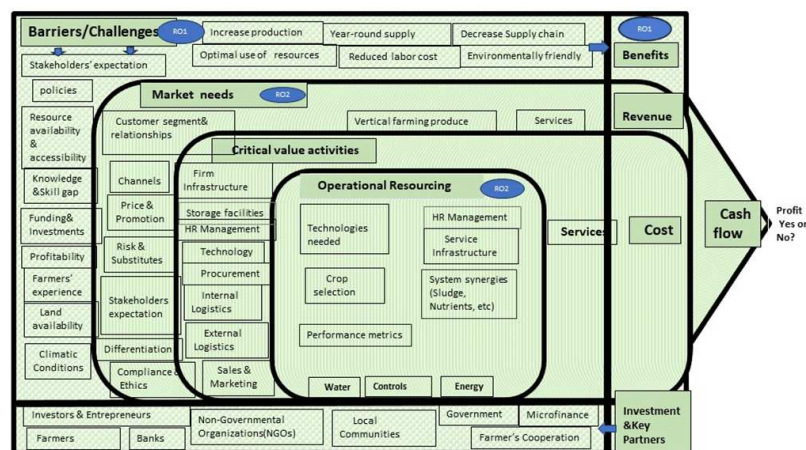 Barriers/Challenges
RO1
Increase production
Year-round supply
Decrease Supply chain
RO1
Optimal use of resources
Reduced labor cost
Environmentally friendly
Benefits
Stakeholders' expectation
policies
Market needs
RO2
Resource
availability
&
accessibility
Customer segment&
relationships
Vertical farming produce
Services
Revenue
Critical value activities
Knowledge
&Skill gap
Channels
Firm
Infrastructure
Operational Resourcing
RO2
Funding&
Investments
Price &
Promotion
Storage facilities
HR Management
Technologies
needed
HR Management
Service
Infrastructure
Services
Cost
Cash
flow
Profit
Yes or
No?
Profitability
Risk &
Substitutes
Technology
Procurement
Farmers'
experience
Stakeholders
expectation
Internal
Logistics
Crop
selection
System synergies
(Sludge,
Nutrients, etc)
Land
availability
External
Logistics
Performance metrics
Climatic
Conditions
Differentiation
Compliance &
Ethics
Sales &
Marketing
Water
Controls
Energy
Investors & Entrepreneurs
Non-Governmental
Organizations(NGOs)
Local
Communities
Government
Microfinance
Investment
&Key
Partners
Farmers
Banks
Farmer's Cooperation